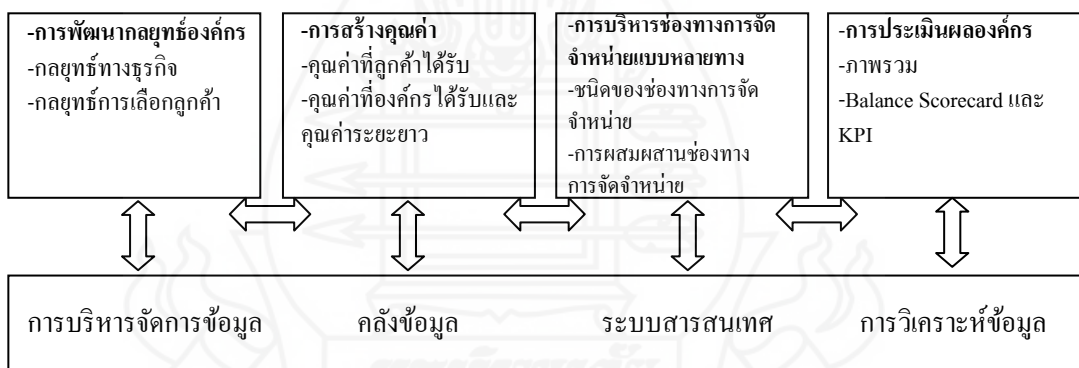 -การพัฒนากลยุทธ์องค์กร
-กลยุทธ์ทางธุรกิจ
-กลยุทธ์การเลือกลูกค้า
-การสร้างคุณค่า
-คุณค่าที่ลูกค้าได้รับ
-คุณค่าที่องค์กรได้รับและ
คุณค่าระยะยาว
-การบริหารช่องทางการจัด
จำหน่ายแบบหลายทาง
-ชนิดของช่องทางการจัด
จำหน่าย
-การผสมผสานช่องทาง
การจัดจำหน่าย
-การประเมินผลองค์กร
-ภาพรวม
-Balance Scorecard และ
KPI
การบริหารจัดการข้อมูล
คลังข้อมูล
ระบบสารสนเทศ
การวิเคราะห์ข้อมูล